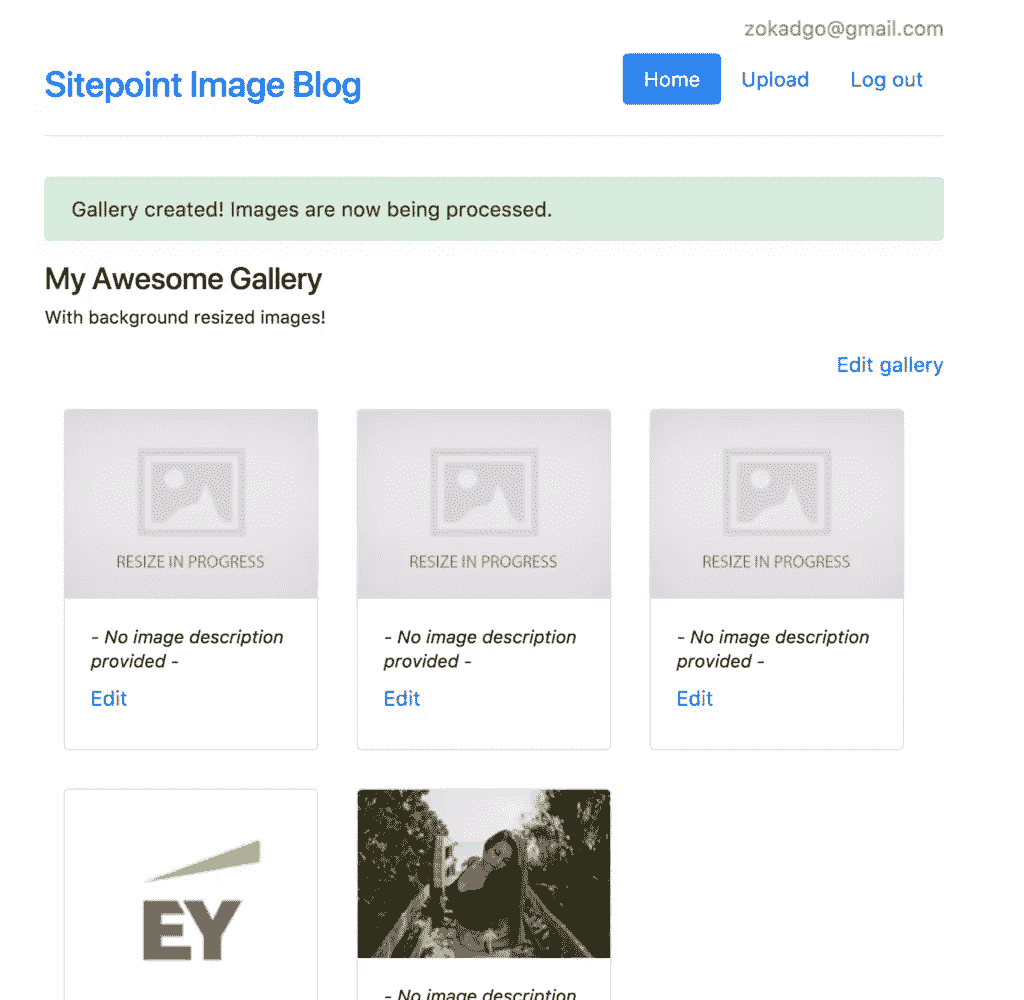 zokadgo@gmail.com
Sitepoint Image Blog
Home Upload Log out
Gallery created! Images are now being processed.
My Awesome Gallery
With background resized images!
Edit gallery
RESIZE IN PROGRESS RESIZE IN PROGRESS RESIZE IN PROGRESS
- No image description - No image description - No image description
provided - provided - provided -
Edit Edit Edit
EY
- No image description